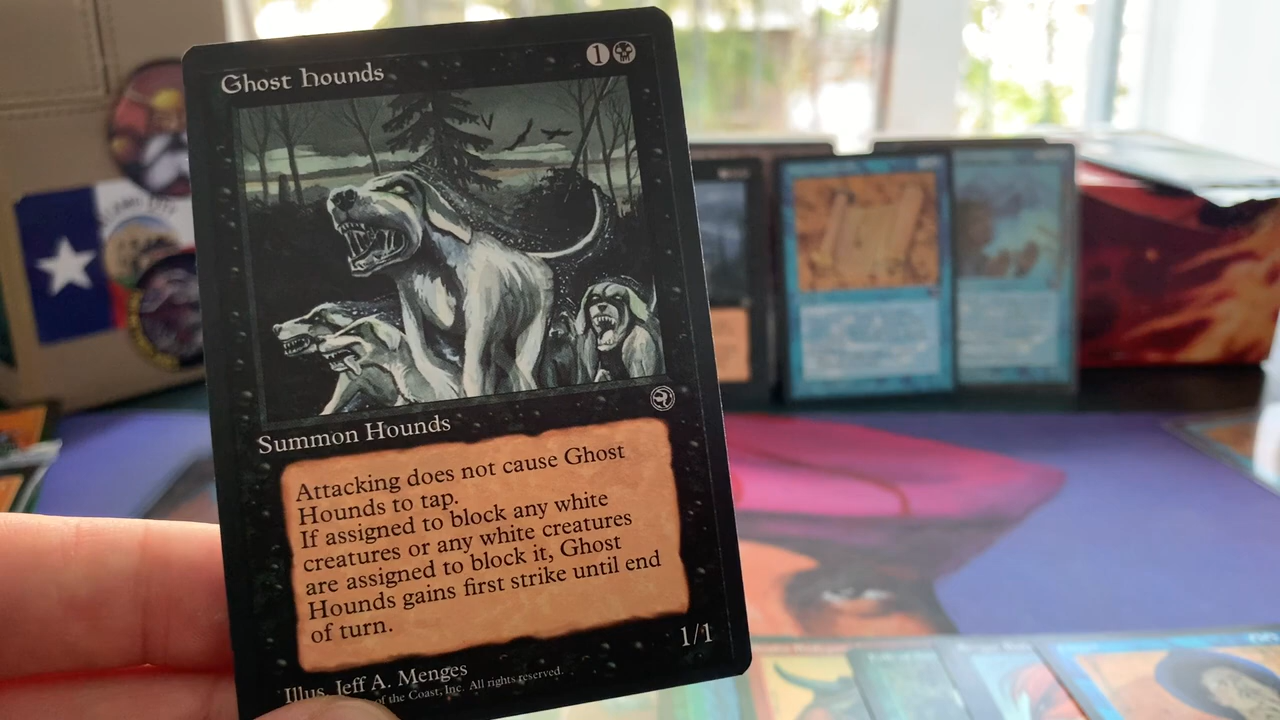 Ghost Hounds
1
Summon Hounds
Attacking does not cause Ghost
Hounds to tap.
If assigned to block any white
creatures or any white creatures
are assigned to block it, Ghost
Hounds gains first strike until end
of turn.
1/1
Illus. Jeff A. Menges
of the Coast, Inc. All rights reserved.